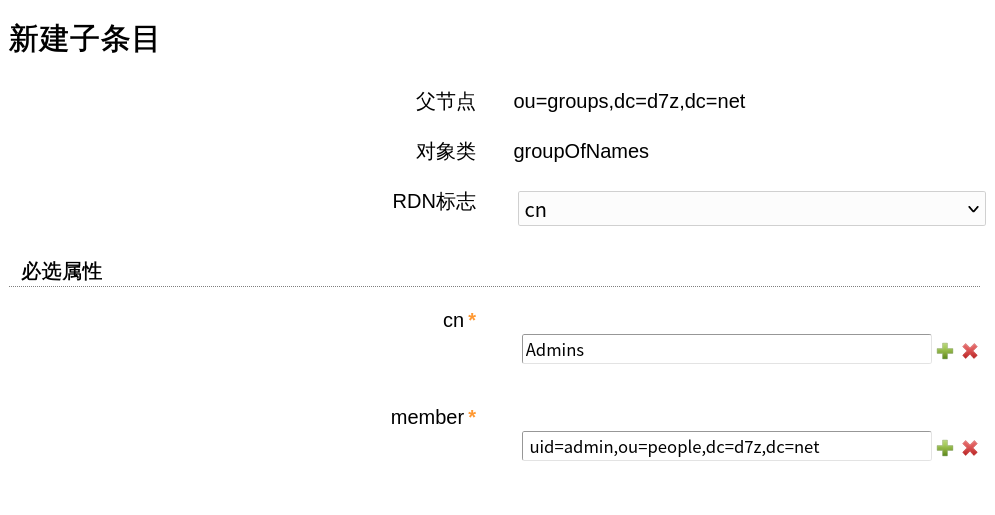 新建子条目
父节点 ou=groups,dc=d7z,dc=net
对象类 groupOfNames
RDN标志 cn
必选属性
cn *
Admins
member *
uid=admin,ou=people,dc=d7z,dc=net